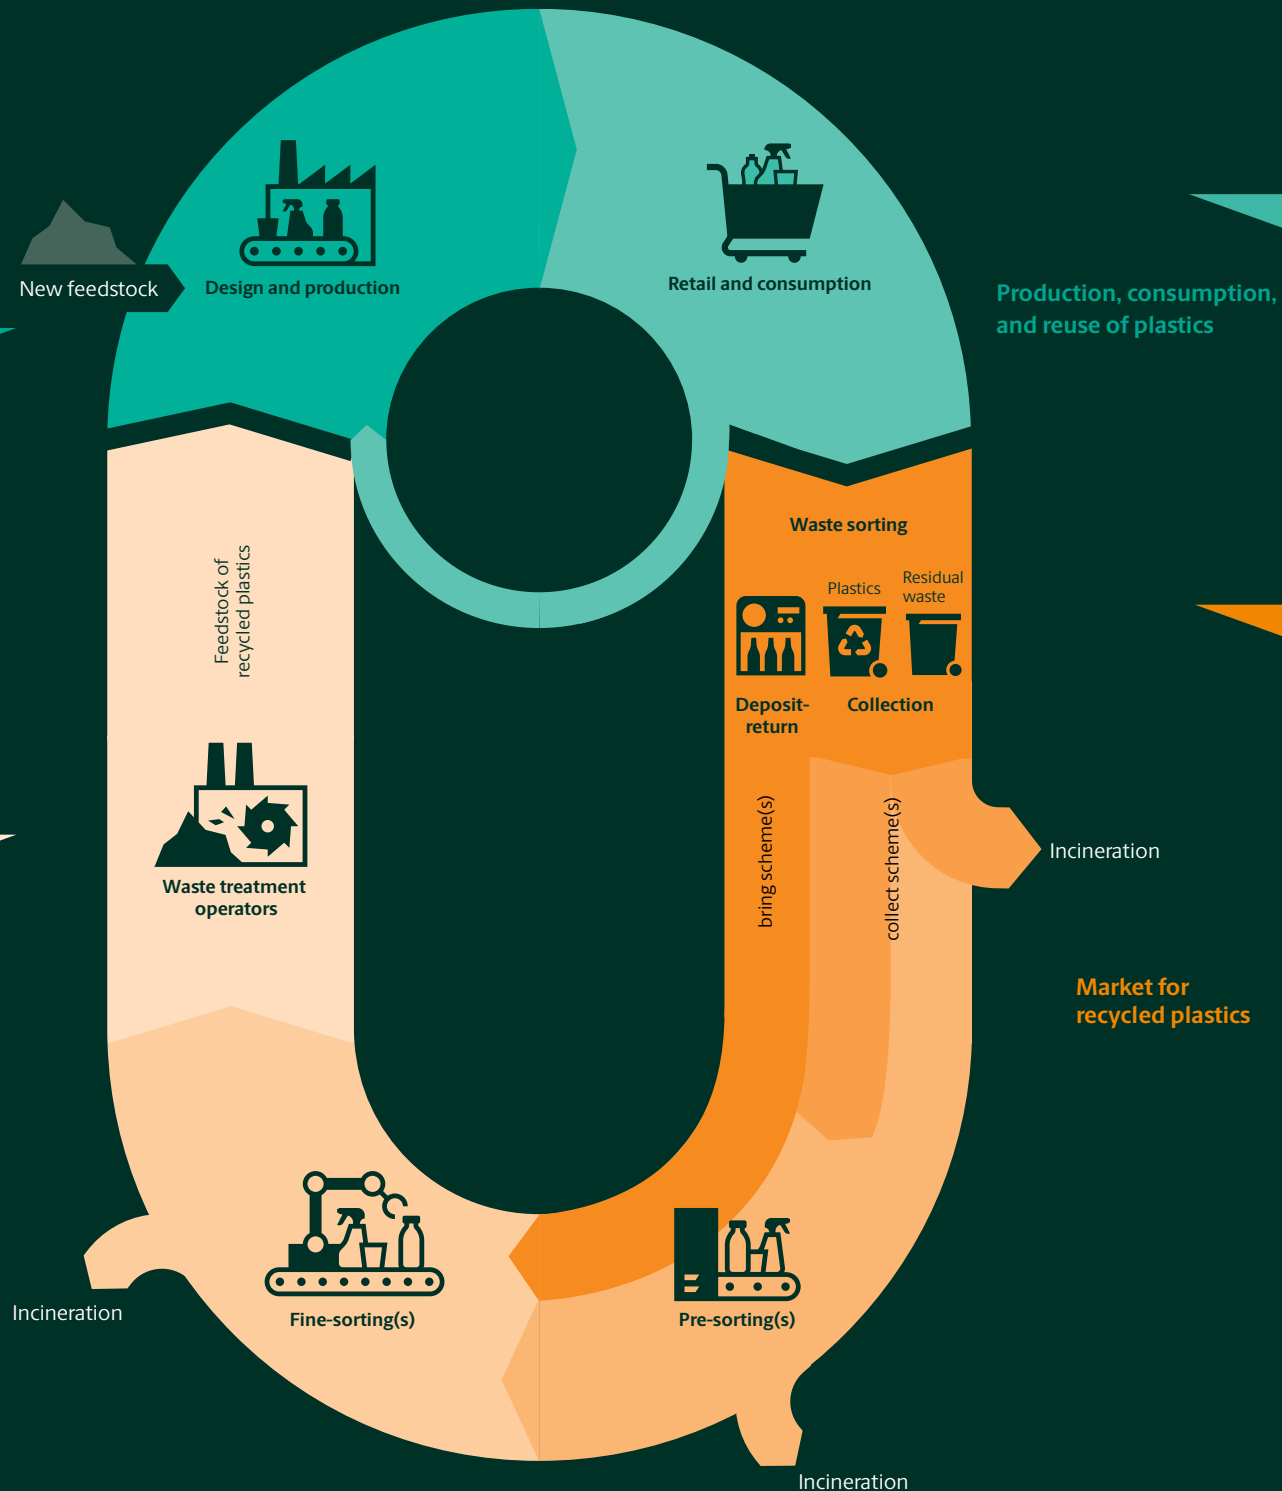 New feedstock
Design and production
Retail and consumption
Production, consumption,
and reuse of plastics
Waste sorting
Plastics
Residual
waste
Deposit-
return
Collection
Feedstock of
recycled plastics
bring scheme(s)
collect scheme(s)
Incineration
Waste treatment
operators
Market for
recycled plastics
Fine-sorting(s)
Pre-sorting(s)
Incineration
Incineration